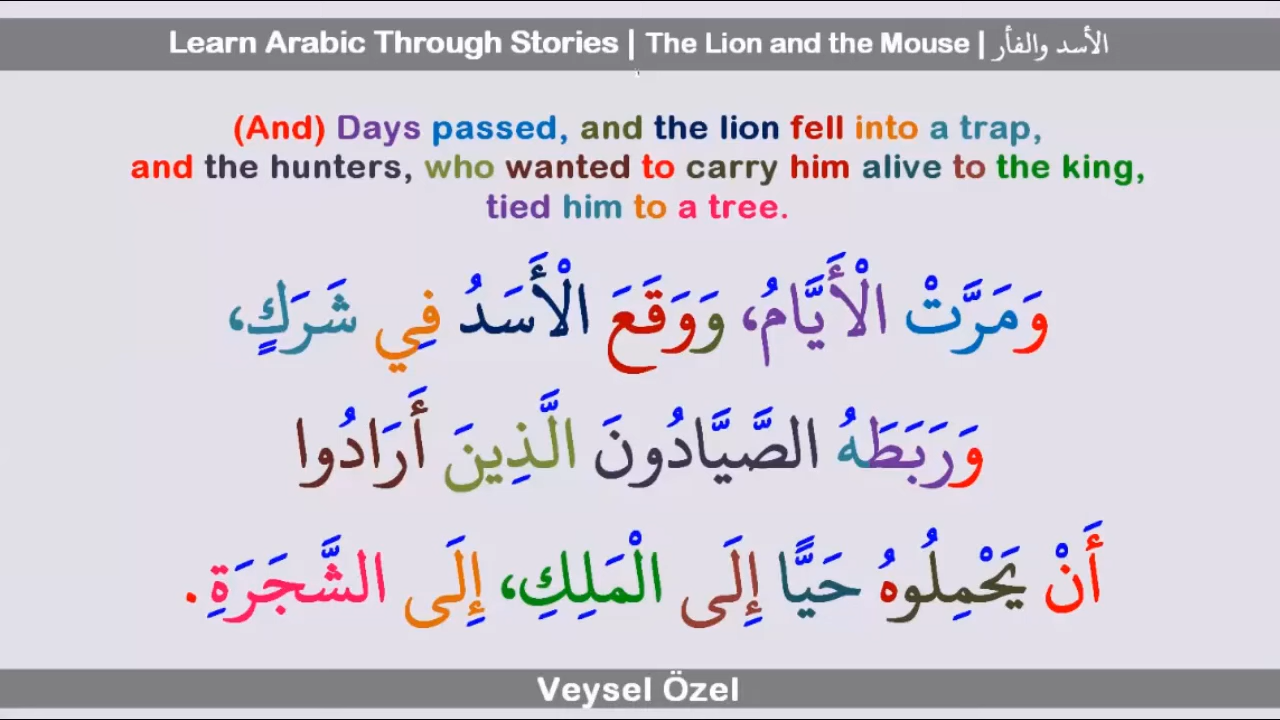 Learn Arabic Through Stories | The Lion and the Mouse | الأسد والفأر
(And) Days passed, and the lion fell into a trap,
and the hunters, who wanted to carry him alive to the king,
tied him to a tree.
وَمَرَّتْ الْأَيَّامُ، وَوَقَعَ الْأَسَدُ فِي شَرَكٍ،
وَرَبَطَهُ الصَّيَّادُونَ الَّذِينَ أَرَادُوا
أَنْ يَحْمِلُوهُ حَيًّا إِلَى الْمَلِكِ، إِلَى الشَّجَرَةِ.
Veysel Özel